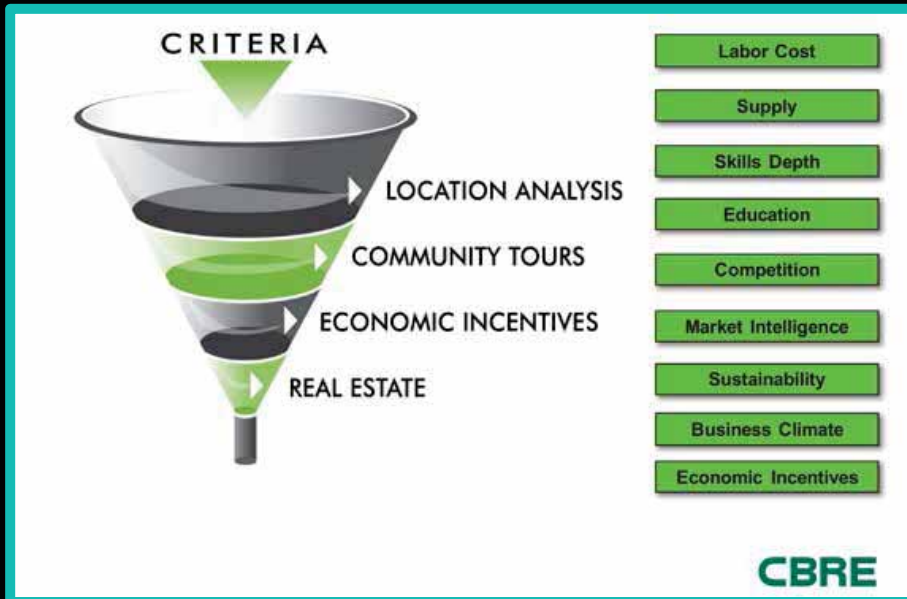 CRITERIA
LOCATION ANALYSIS
COMMUNITY TOURS
ECONOMIC INCENTIVES
REAL ESTATE
Labor Cost
Supply
Skills Depth
Education
Competition
Market Intelligence
Sustainability
Business Climate
Economic Incentives
CBRE